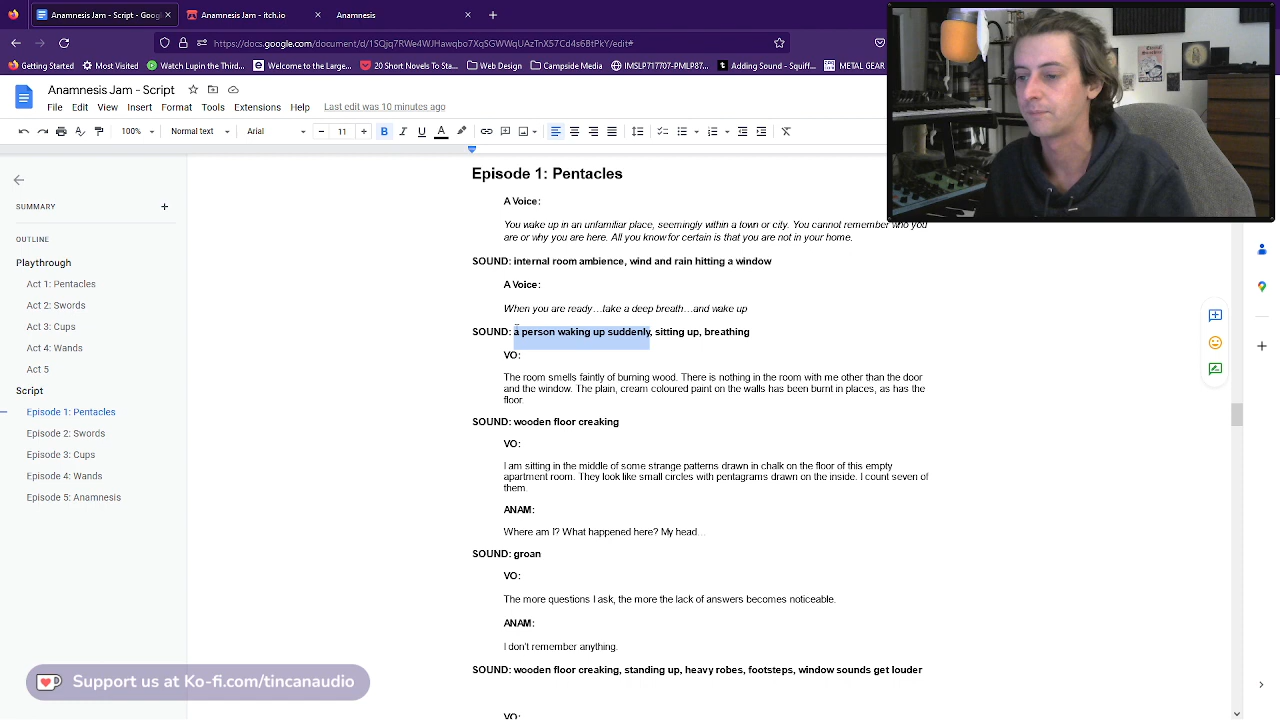 Anamnesis Jam - Script - Goog
Anamnesis Jam - itch.io
Anamnesis
https://docs.google.com/document/d/1SQjq7RWe4WJHawqbo7XqSGWWqUAzTnXS7Cd4s6BtPkY/edit#
Getting Started
Most Visited
Watch Lupin the Third...
Welcome to the Large...
20 Short Novels To S...
Web Design
Campside Media
IMSLP717707-PMLP87...
Adding Sound - Squiff...
METAL GEAR
Anamnesis Jam - Script
File Edit View Insert Format Tools Extensions Help Last edit was 10 minutes ago
100% Normal text Arial 11
SUMMARY
OUTLINE
Playthrough
Act 1: Pentacles
Act 2: Swords
Act 3: Cups
Act 4: Wands
Act 5
Script
Episode 1: Pentacles
Episode 2: Swords
Episode 3: Cups
Episode 4: Wands
Episode 5: Anamnesis
Episode 1: Pentacles
A Voice:
You wake up in an unfamiliar place, seemingly within a town or city. You cannot remember who you
are or why you are here. All you know for certain is that you are not in your home.
SOUND: internal room ambience, wind and rain hitting a window
A Voice:
When you are ready…take a deep breath…and wake up
SOUND: a person waking up suddenly, sitting up, breathing
VO:
The room smells faintly of burning wood. There is nothing in the room with me other than the door
and the window. The plain, cream coloured paint on the walls has been burnt in places, as has the
floor.
SOUND: wooden floor creaking
VO:
I am sitting in the middle of some strange patterns drawn in chalk on the floor of this empty
apartment room. They look like small circles with pentagrams drawn on the inside. I count seven of
them.
ANAM:
Where am I? What happened here? My head…
SOUND: groan
VO:
The more questions I ask, the more the lack of answers becomes noticeable.
ANAM:
I don't remember anything.
SOUND: wooden floor creaking, standing up, heavy robes, footsteps, window sounds get louder
VO:
Support us at Ko-fi.com/tincanaudio